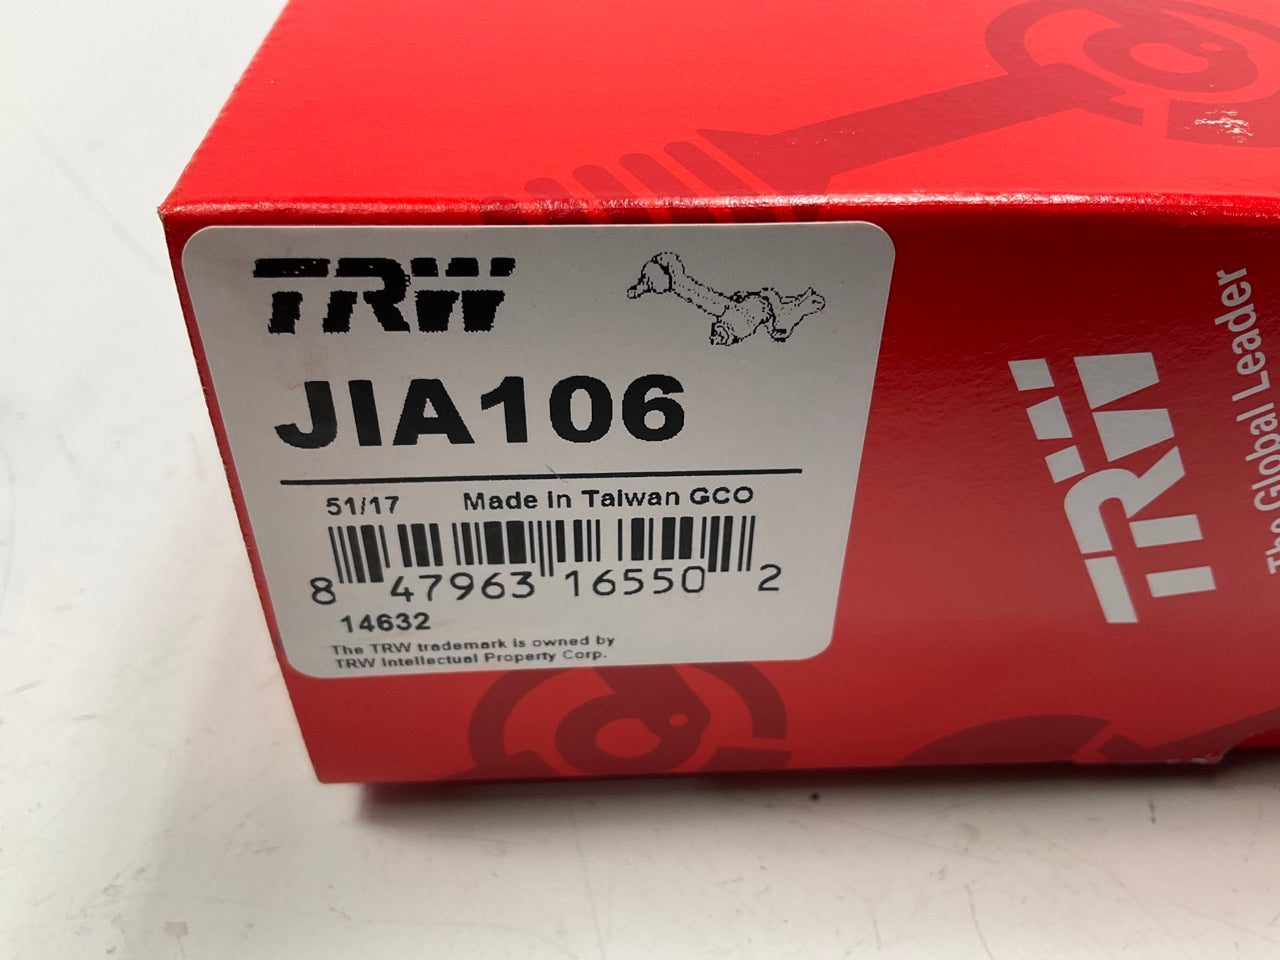 TRW
JIA106
51/17 Made in Taiwan GCO
8 47963 16550 2
14632
The TRW trademark is owned by
TRW Intellectual Property Corp.
TRW
The Global Leader